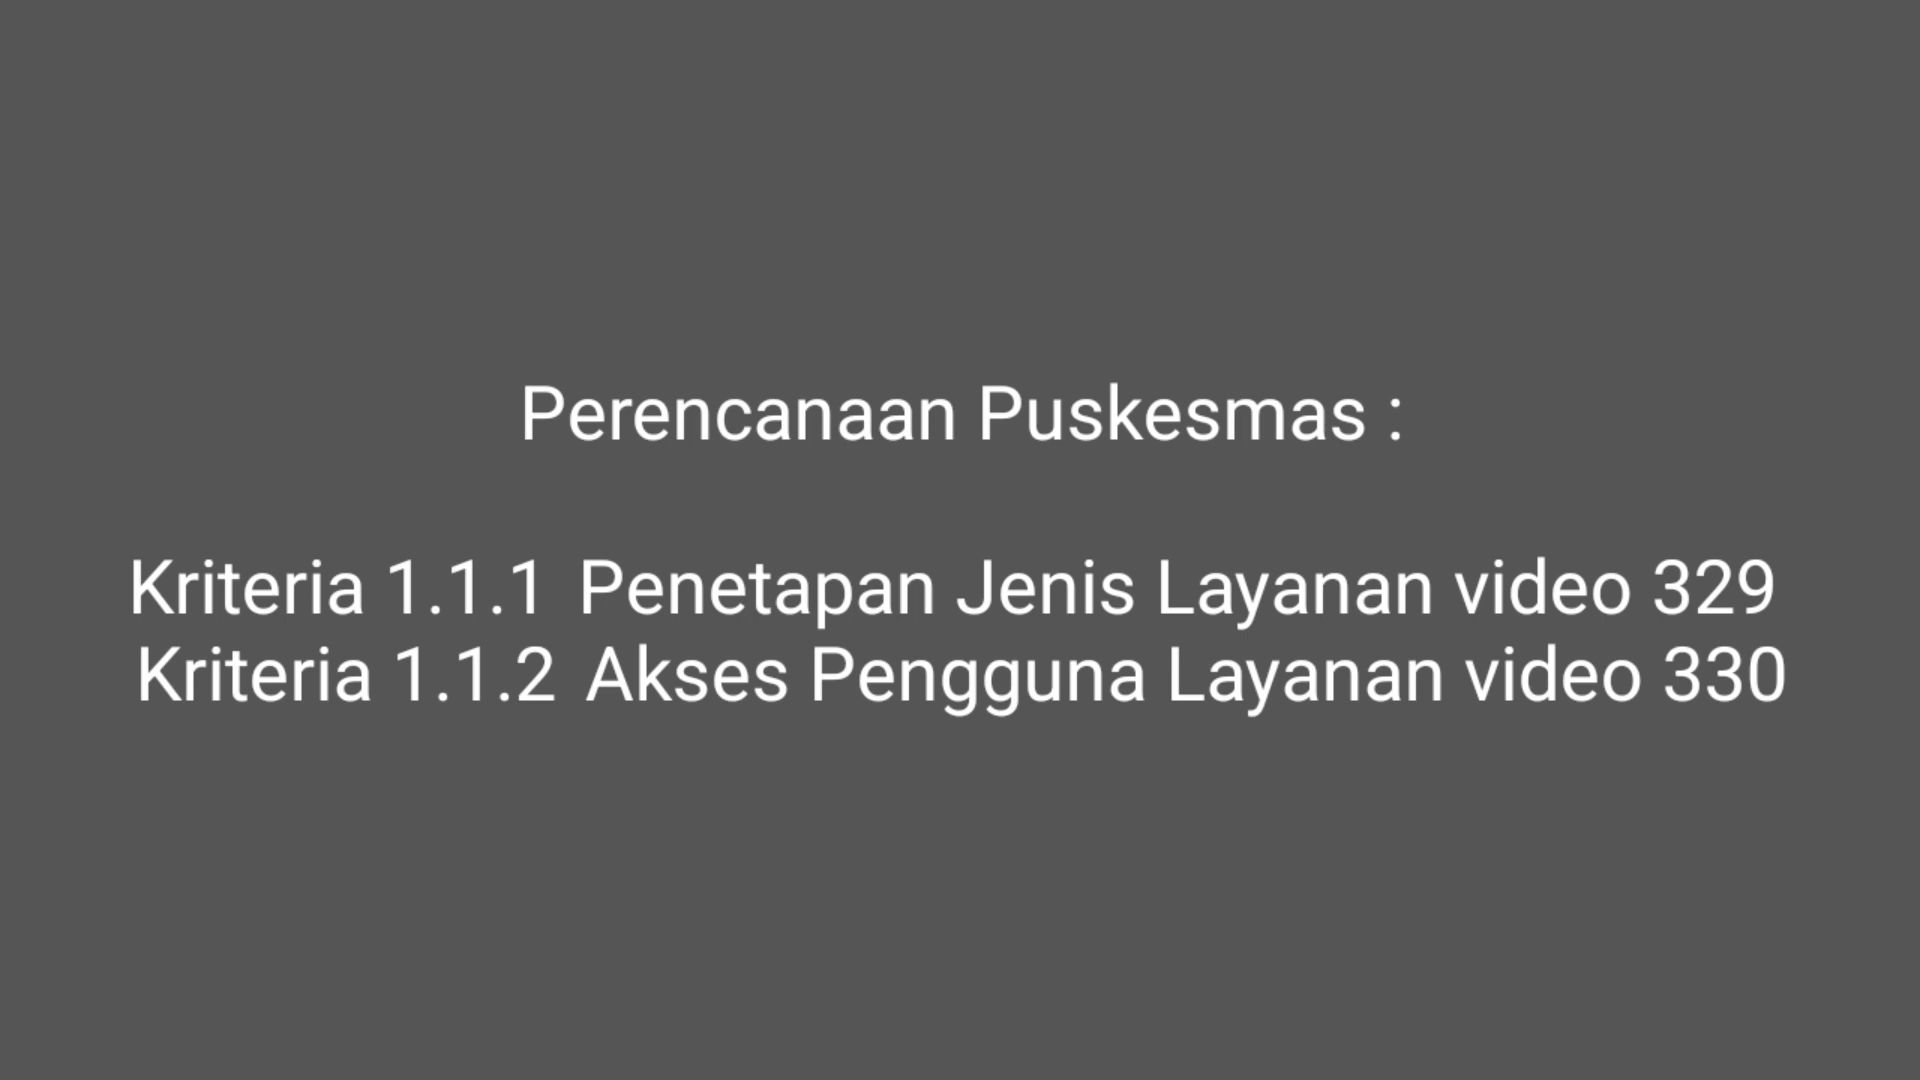 Perencanaan Puskesmas :
Kriteria 1.1.1 Penetapan Jenis Layanan video 329
Kriteria 1.1.2 Akses Pengguna Layanan video 330